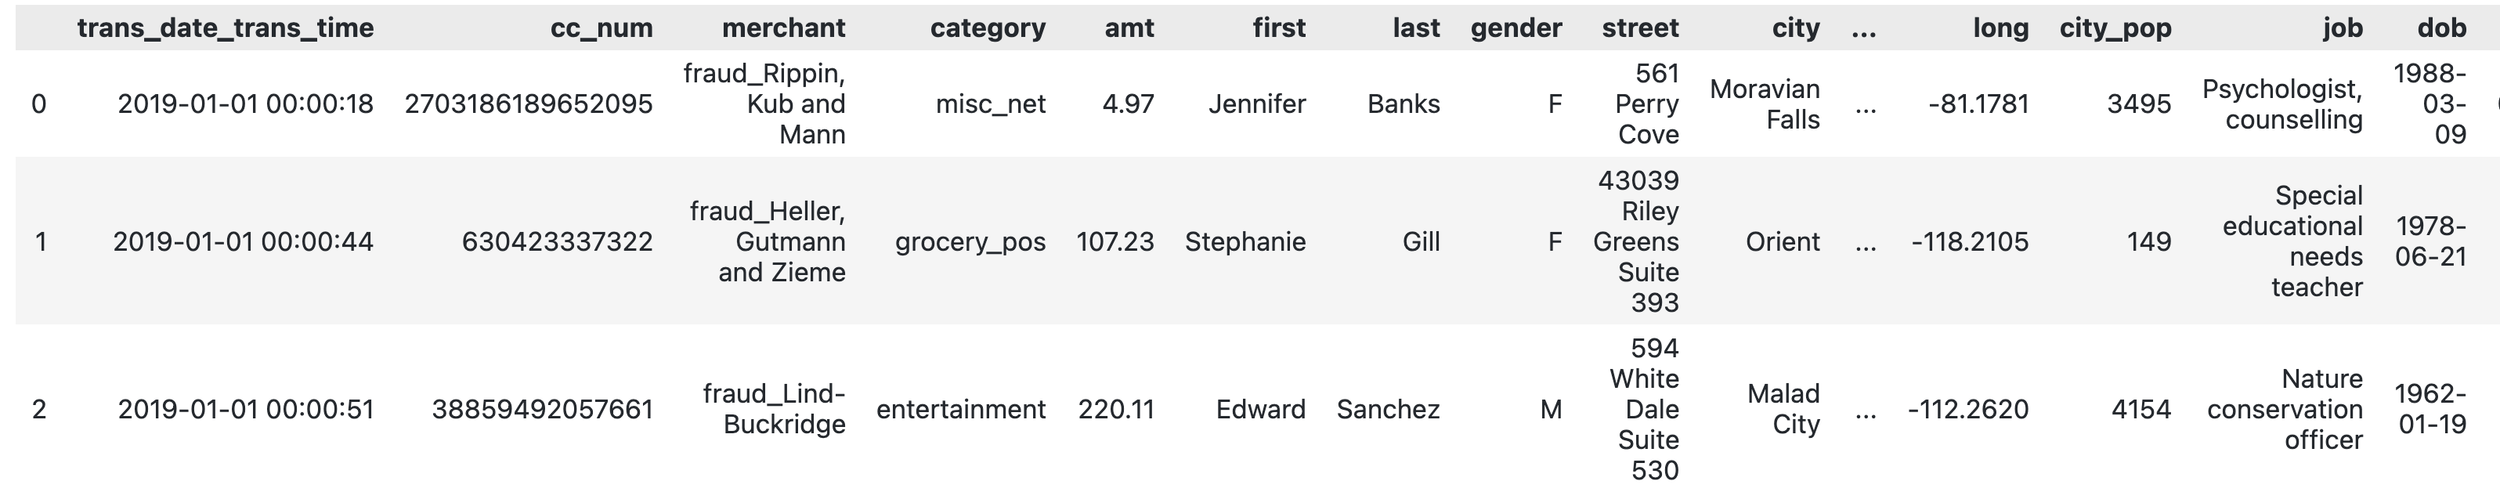 trans_date_trans_time cc_num merchant category amt first last gender street city ... long city_pop job dob
0 2019-01-01 00:00:18 2703186189652095 fraud_Rippin, Kub and Mann misc_net 4.97 Jennifer Banks F 561 Perry Cove Moravian Falls ... -81.1781 3495 Psychologist, counselling 1988-03-09
1 2019-01-01 00:00:44 630423337322 fraud_Heller, Gutmann and Zieme grocery_pos 107.23 Stephanie Gill F 43039 Riley Greens Suite 393 Orient ... -118.2105 149 Special educational needs teacher 1978-06-21
2 2019-01-01 00:00:51 38859492057661 fraud_Lind-Buckridge entertainment 220.11 Edward Sanchez M 594 White Dale Suite 530 Malad City ... -112.2620 4154 Nature conservation officer 1962-01-19